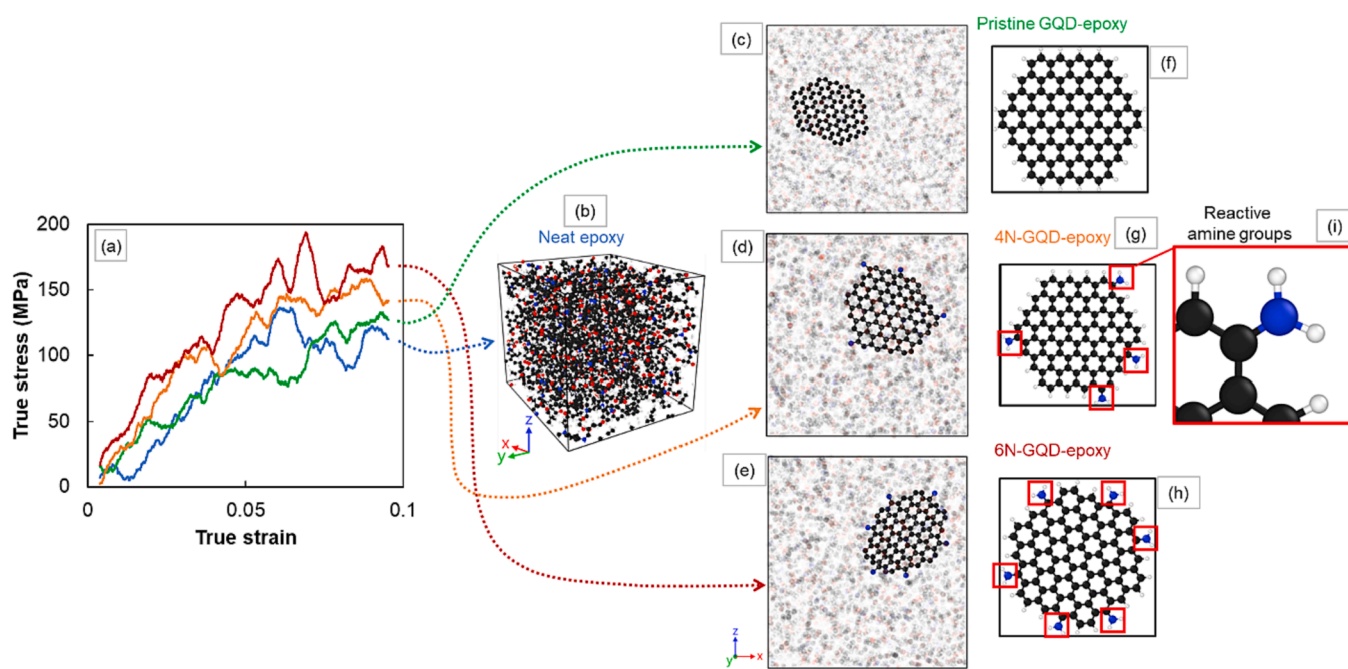 Pristine GQD-epoxy
(c)
(f)
(b)
Neat epoxy
(a)
True stress (MPa)
200
150
100
50
0
0
0.05
0.1
True strain
z
x
y
(d)
4N-GQD-epoxy
(g)
Reactive
amine groups
(i)
(e)
6N-GQD-epoxy
(h)
z
y
x